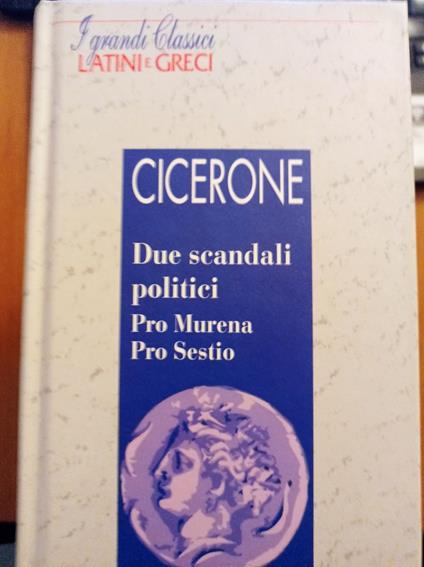 I grandi Classici
LATINI E GRECI
CICERONE
Due scandali
politici
Pro Murena
Pro Sestio